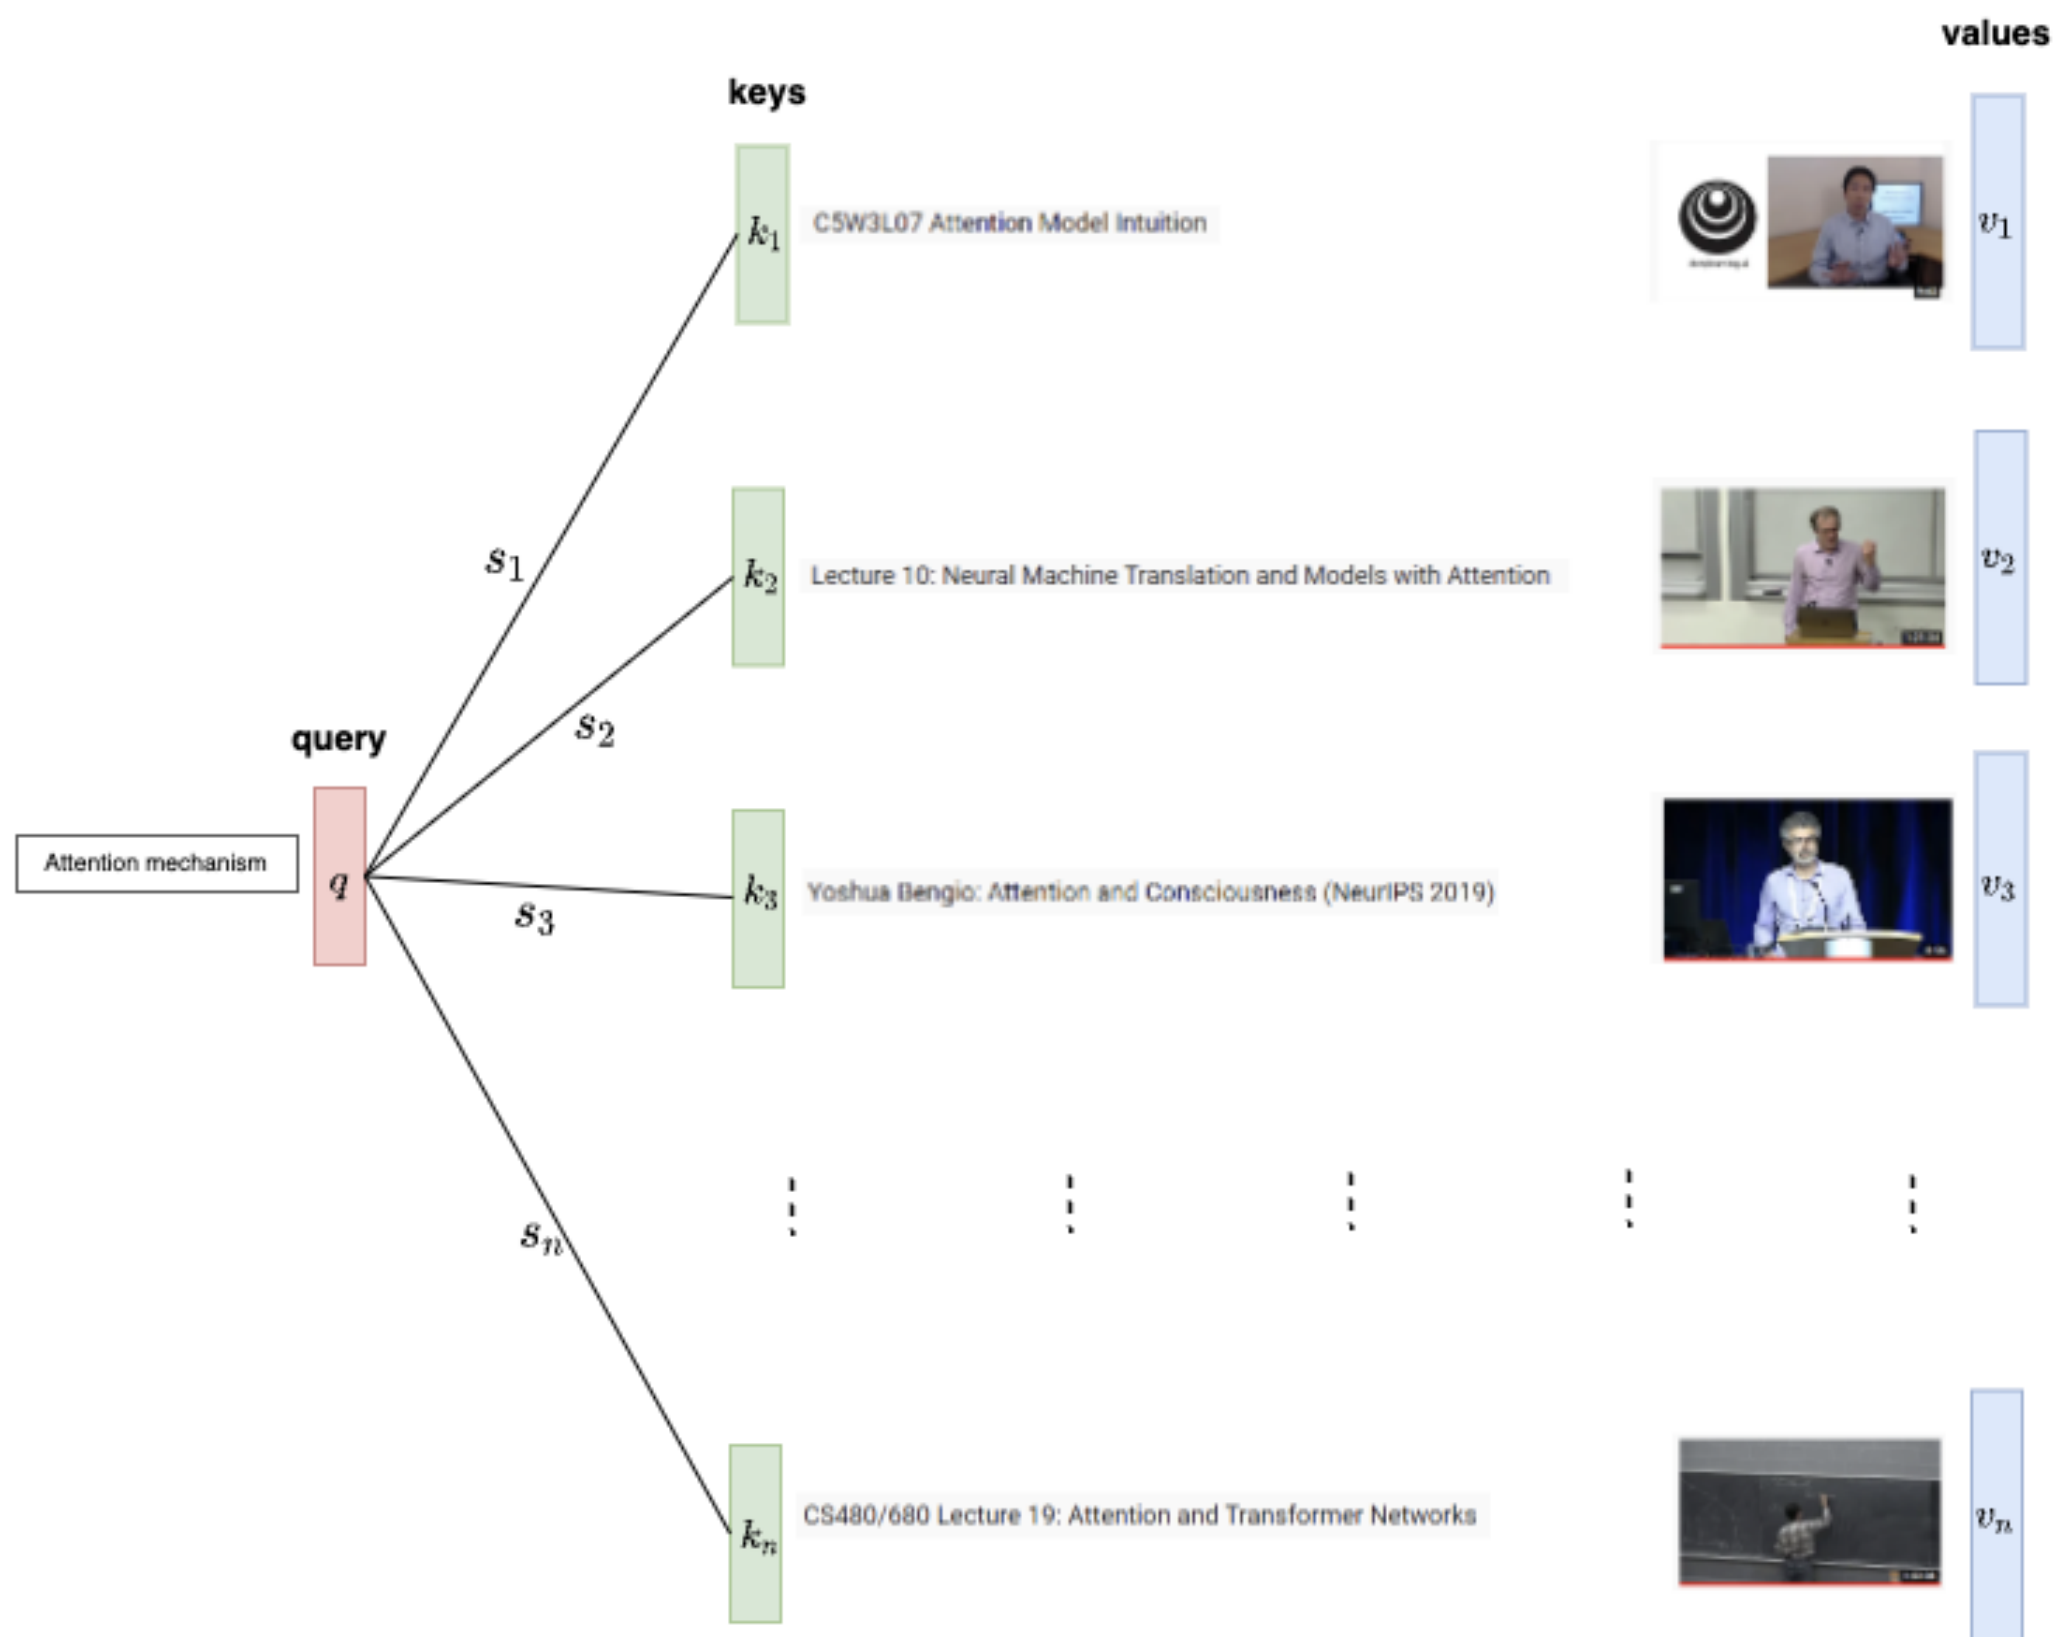 values
keys
k1 C5W3L07 Attention Model Intuition v1
s1
k2 Lecture 10: Neural Machine Translation and Models with Attention v2
s2
query
Attention mechanism q
k3 Yoshua Bengio: Attention and Consciousness (NeurIPS 2019) v3
s3
sn
kn CS480/680 Lecture 19: Attention and Transformer Networks vn